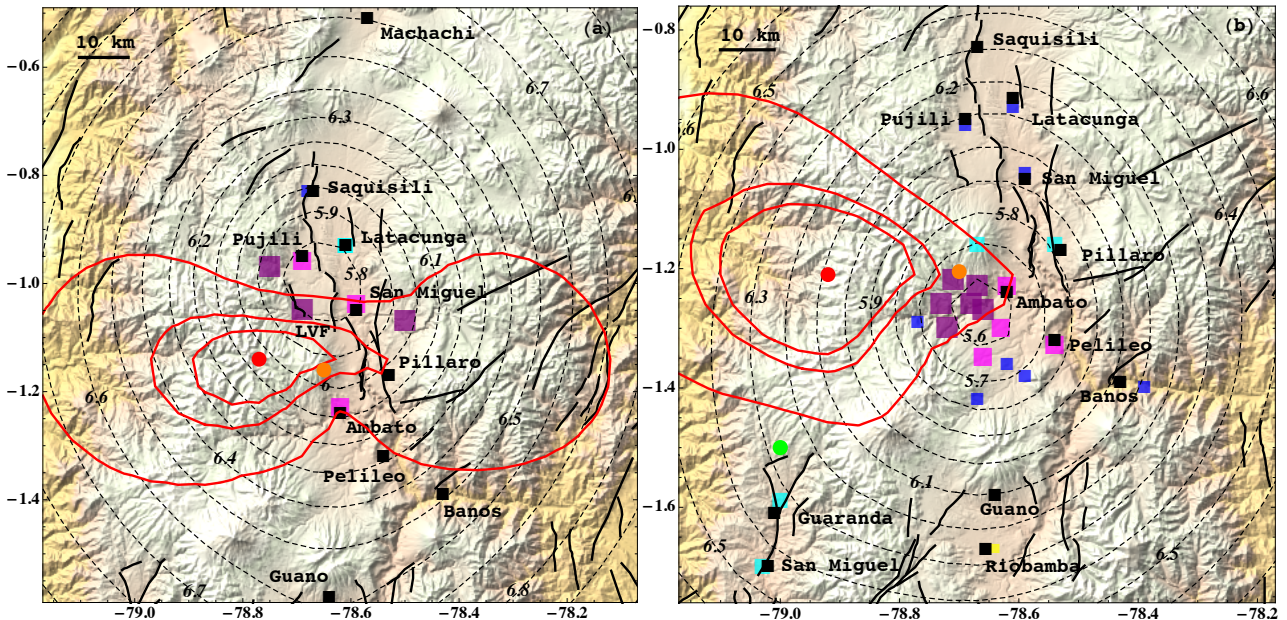 (a)
10 km
Machachi
6.7
−0.6
6.3
−0.8
Saquisili
5.9
Pujili
Latacunga
6.2
6.1
5.8
−1.0
San Miguel
LVF
Pillaro
−1.2
6
6.6
Ambato
6.5
6.4
Pelileo
−1.4
Banos
Guano
6.7
6.8
−79.0
−78.8
−78.6
−78.4
−78.2
(b)
10 km
−0.8
Saquisili
6.5
6.2
6.6
Pujili
Latacunga
6
−1.0
San Miguel
5.8
6.4
Pillaro
−1.2
6.3
5.9
Ambato
5.6
Pelileo
5.7
−1.4
Banos
6.1
Guano
−1.6
Guaranda
6.5
6.5
San Miguel
Riobamba
−79.0
−78.8
−78.6
−78.4
−78.2